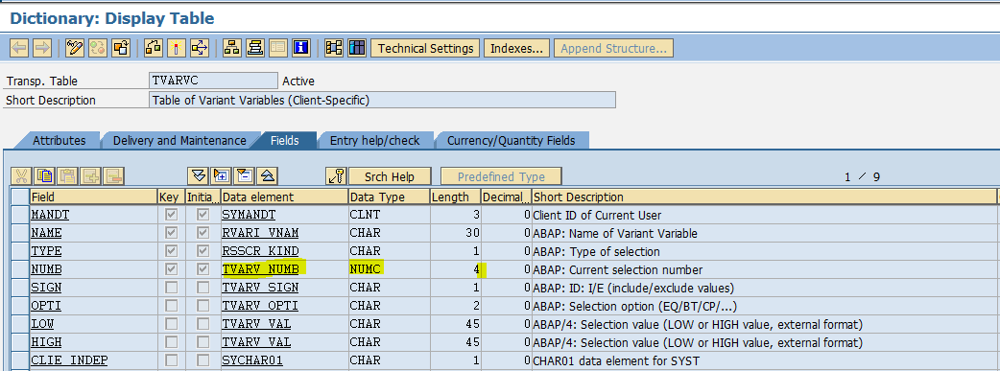 Dictionary: Display Table
Technical Settings Indexes... Append Structure...
Transp. Table TVARVC Active
Short Description Table of Variant Variables (Client-Specific)
Attributes Delivery and Maintenance Fields Entry help/check Currency/Quantity Fields
Srch Help Predefined Type 1 / 9
Field Key Initia... Data element Data Type Length Decimal... Short Description
MANDT SYMANDT CLNT 3 0 Client ID of Current User
NAME RVARI_VNAM CHAR 30 0 ABAP: Name of Variant Variable
TYPE RSSCR_KIND CHAR 1 0 ABAP: Type of selection
NUMB TVARV_NUMB NUMC 4 0 ABAP: Current selection number
SIGN TVARV_SIGN CHAR 1 0 ABAP: ID: I/E (include/exclude values)
OPTI TVARV_OPTI CHAR 2 0 ABAP: Selection option (EQ/BT/CP/...)
LOW TVARV_VAL CHAR 45 0 ABAP/4: Selection value (LOW or HIGH value, external format)
HIGH TVARV_VAL CHAR 45 0 ABAP/4: Selection value (LOW or HIGH value, external format)
CLIE_INDEP SYCHAR01 CHAR 1 0 CHAR01 data element for SYST